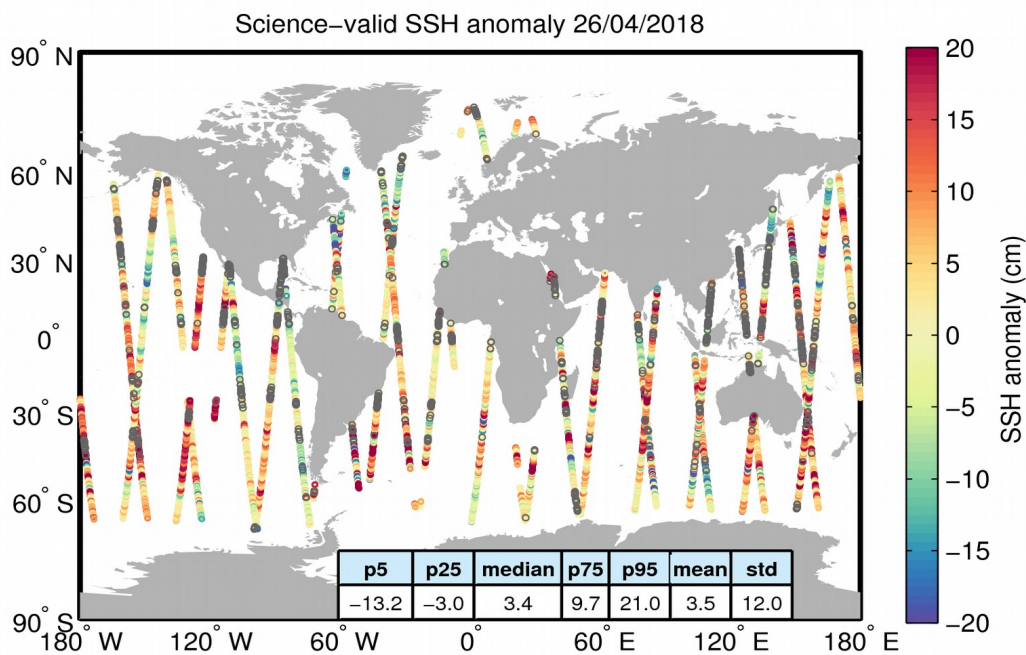 Science−valid SSH anomaly 26/04/2018
90° N
60° N
30° N
0°
30° S
60° S
90° S
180° W
120° W
60° W
0°
60° E
120° E
180° E
p5 p25 median p75 p95 mean std
−13.2 −3.0 3.4 9.7 21.0 3.5 12.0
20
15
10
5
0
−5
−10
−15
−20
SSH anomaly (cm)